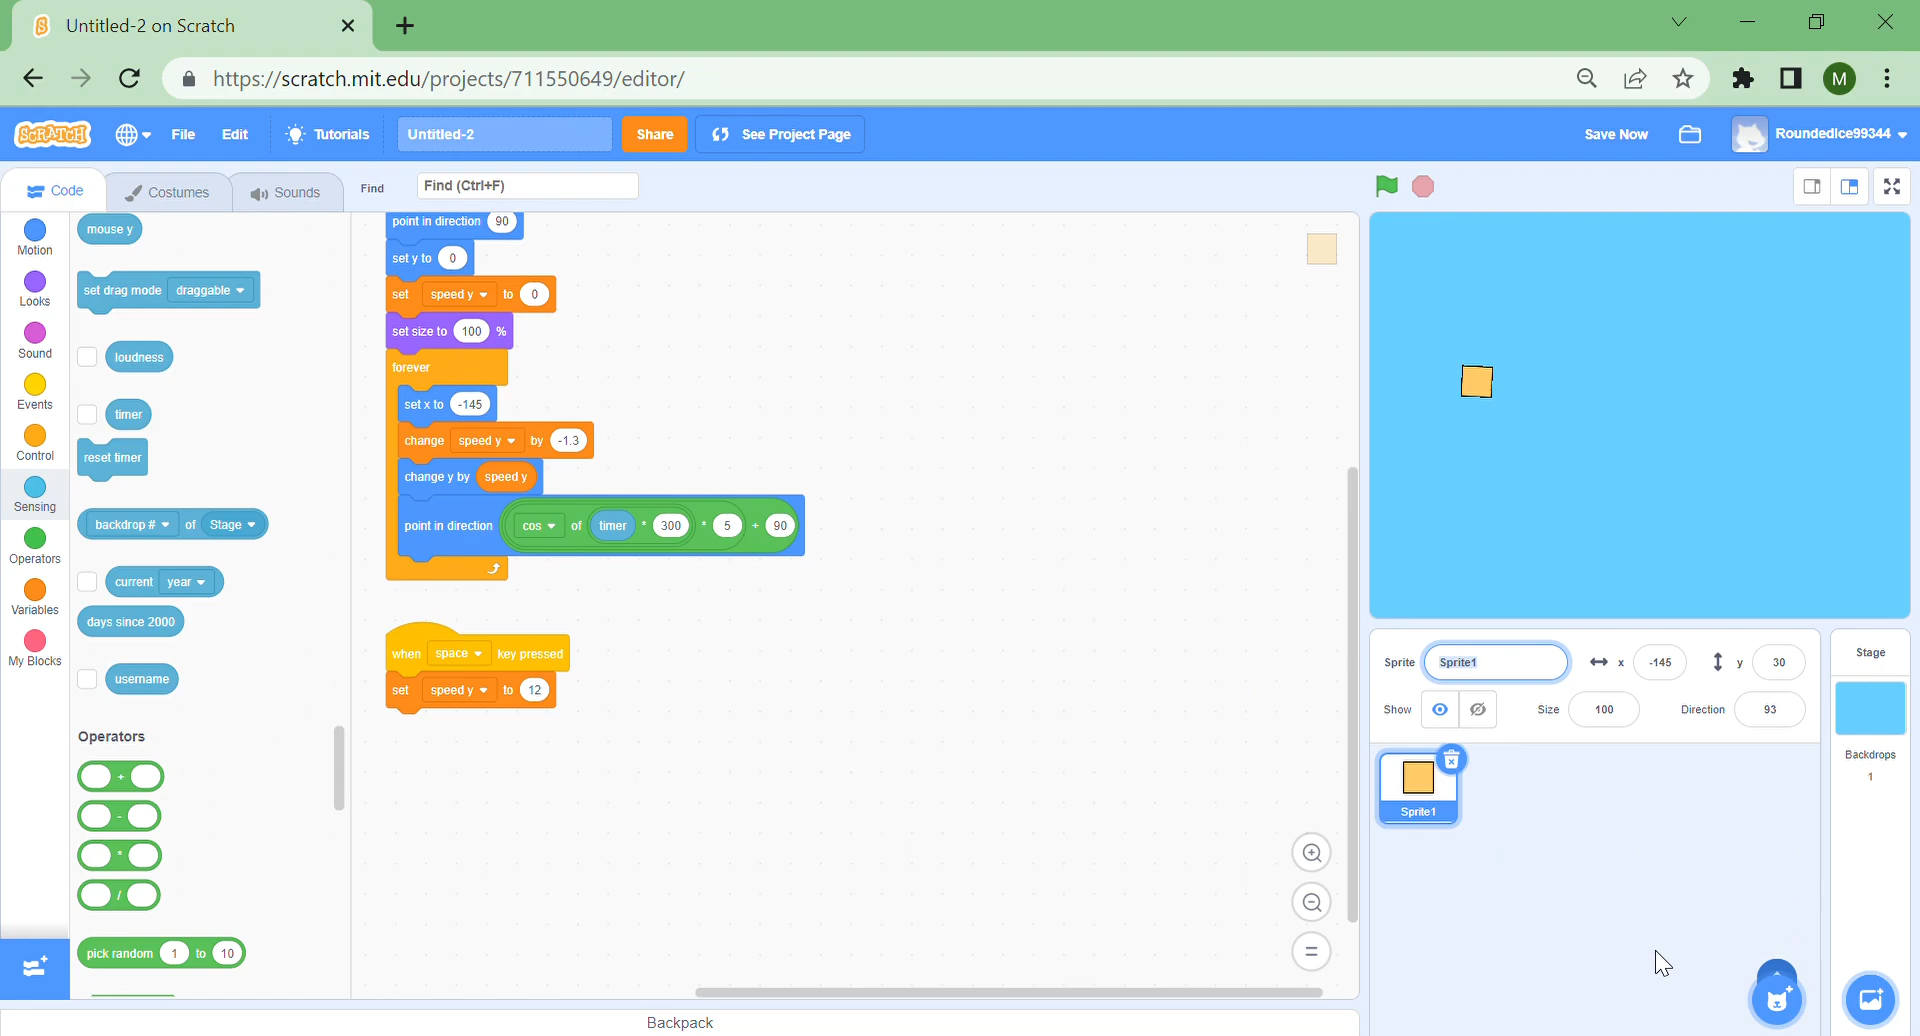 Untitled-2 on Scratch
https://scratch.mit.edu/projects/711550649/editor/
M
SCRATCH
File
Edit
Tutorials
Untitled-2
Share
See Project Page
Save Now
RoundedIce99344
Code
Costumes
Sounds
Find
Find (Ctrl+F)
Motion
Looks
Sound
Events
Control
Sensing
Operators
Variables
My Blocks
mouse y
set drag mode draggable
loudness
timer
reset timer
backdrop # of Stage
current year
days since 2000
username
Operators
+
-
*
/
pick random 1 to 10
point in direction 90
set y to 0
set speed y to 0
set size to 100 %
forever
set x to -145
change speed y by -1.3
change y by speed y
point in direction cos of timer * 300 * 5 + 90
when space key pressed
set speed y to 12
Backpack
Sprite Sprite1 x -145 y 30
Show Size 100 Direction 93
Sprite1
Stage
Backdrops
1